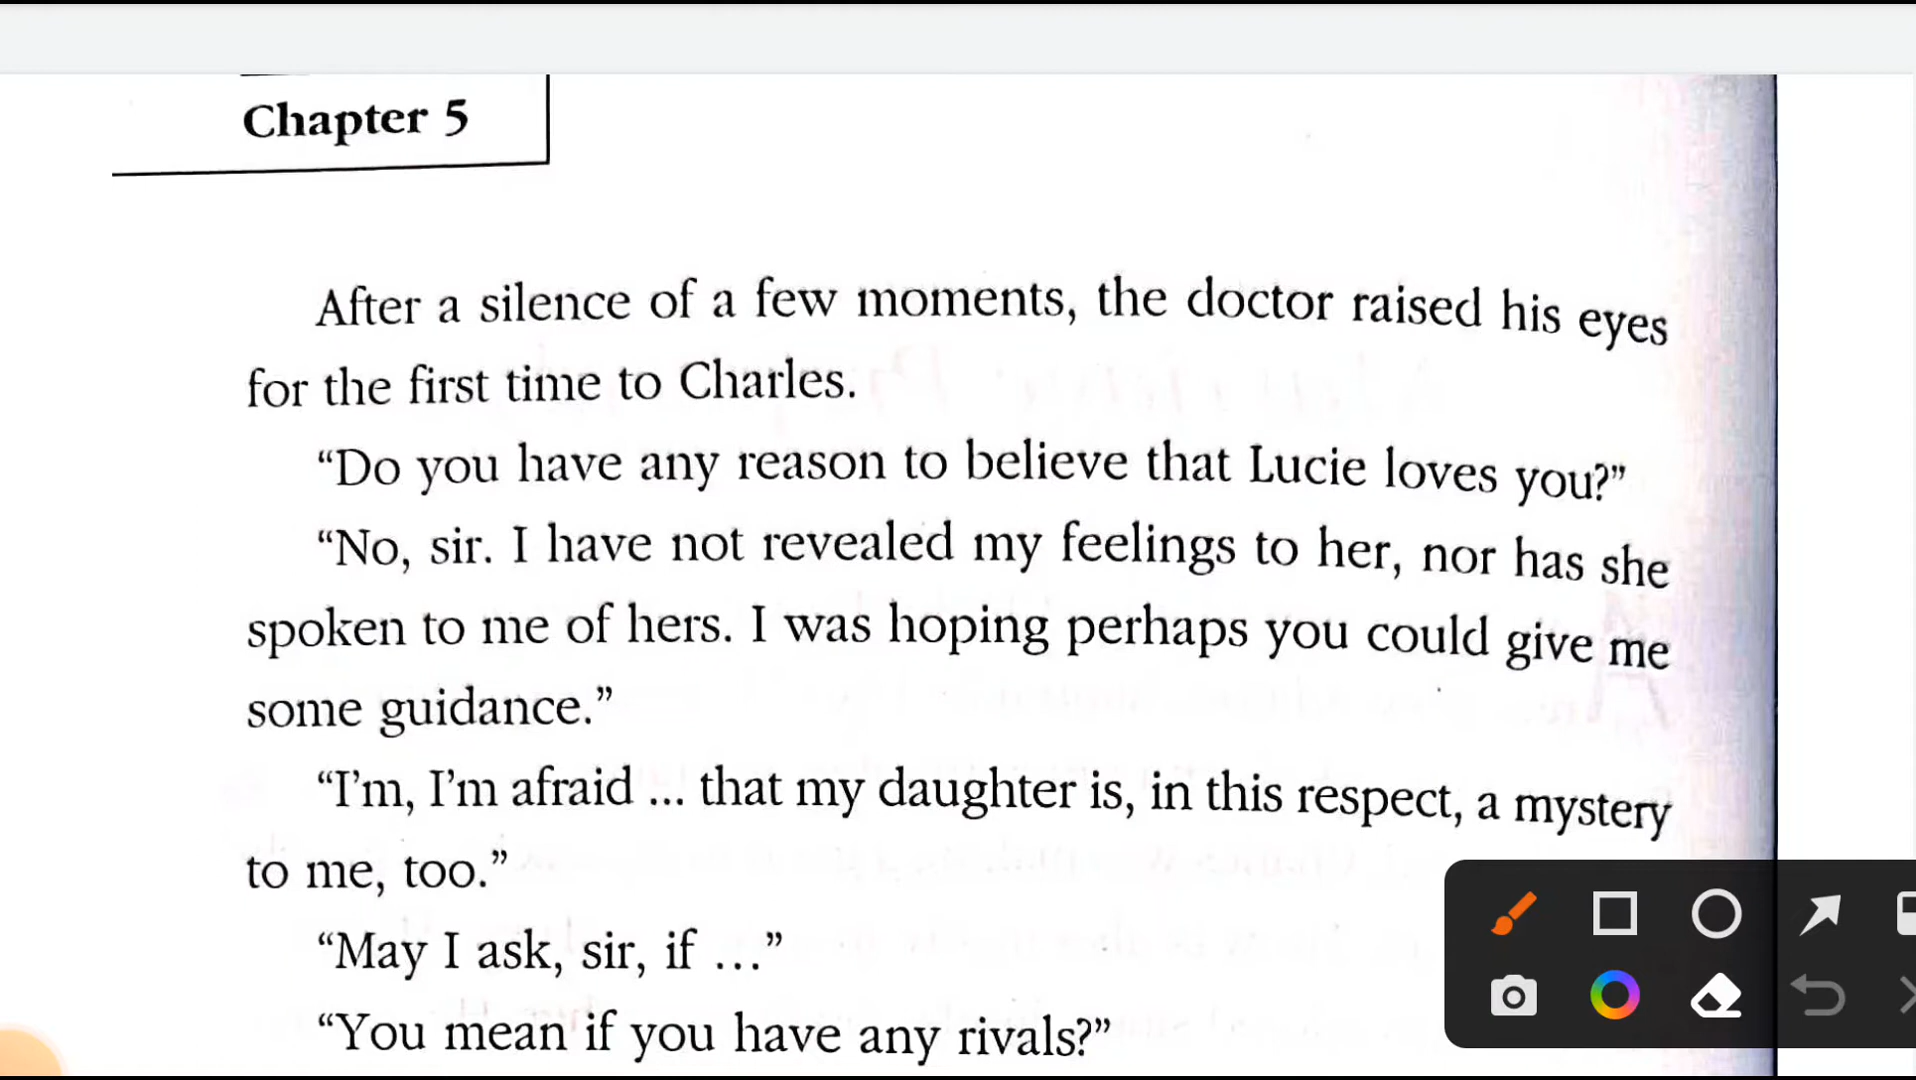 Chapter 5
After a silence of a few moments, the doctor raised his eyes
for the first time to Charles.
“Do you have any reason to believe that Lucie loves you?”
“No, sir. I have not revealed my feelings to her, nor has she
spoken to me of hers. I was hoping perhaps you could give me
some guidance.”
“I’m, I’m afraid ... that my daughter is, in this respect, a mystery
to me, too.”
“May I ask, sir, if ...”
“You mean if you have any rivals?”